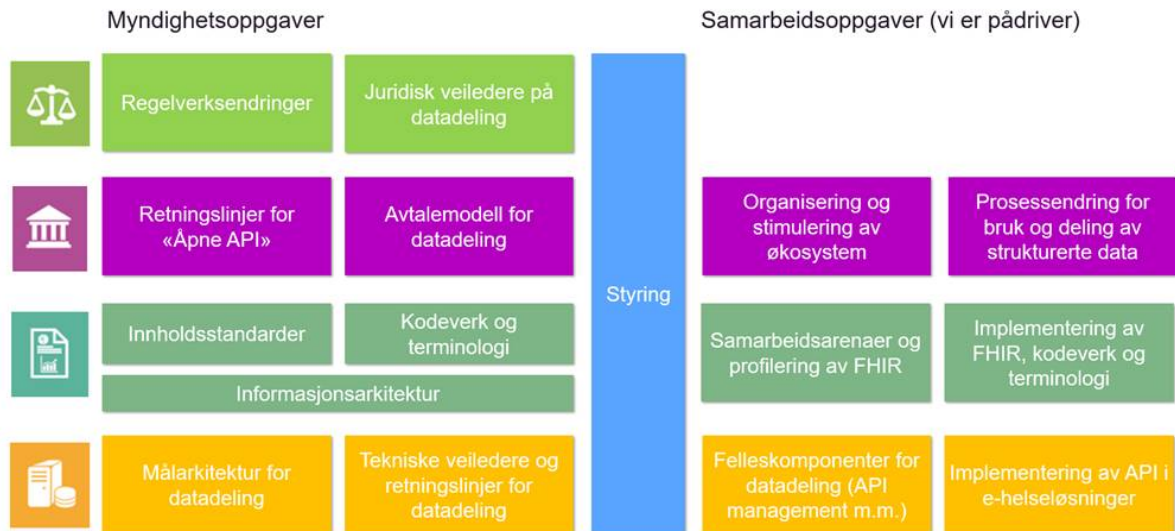 Myndighetsoppgaver
Samarbeidsoppgaver (vi er pådriver)
Regelverksendringer
Juridisk veiledere på
datadeling
Retningslinjer for
«Åpne API»
Avtalemodell for
datadeling
Innholdsstandarder
Kodeverk og
terminologi
Informasjonsarkitektur
Målarkitektur for
datadeling
Tekniske veiledere og
retningslinjer for
datadeling
Styring
Organisering og
stimulering av
økosystem
Prosessendring for
bruk og deling av
strukturerte data
Samarbeidsarenaer og
profilering av FHIR
Implementering av
FHIR, kodeverk og
terminologi
Felleskomponenter for
datadeling (API
management m.m.)
Implementering av API i
e-helseløsninger